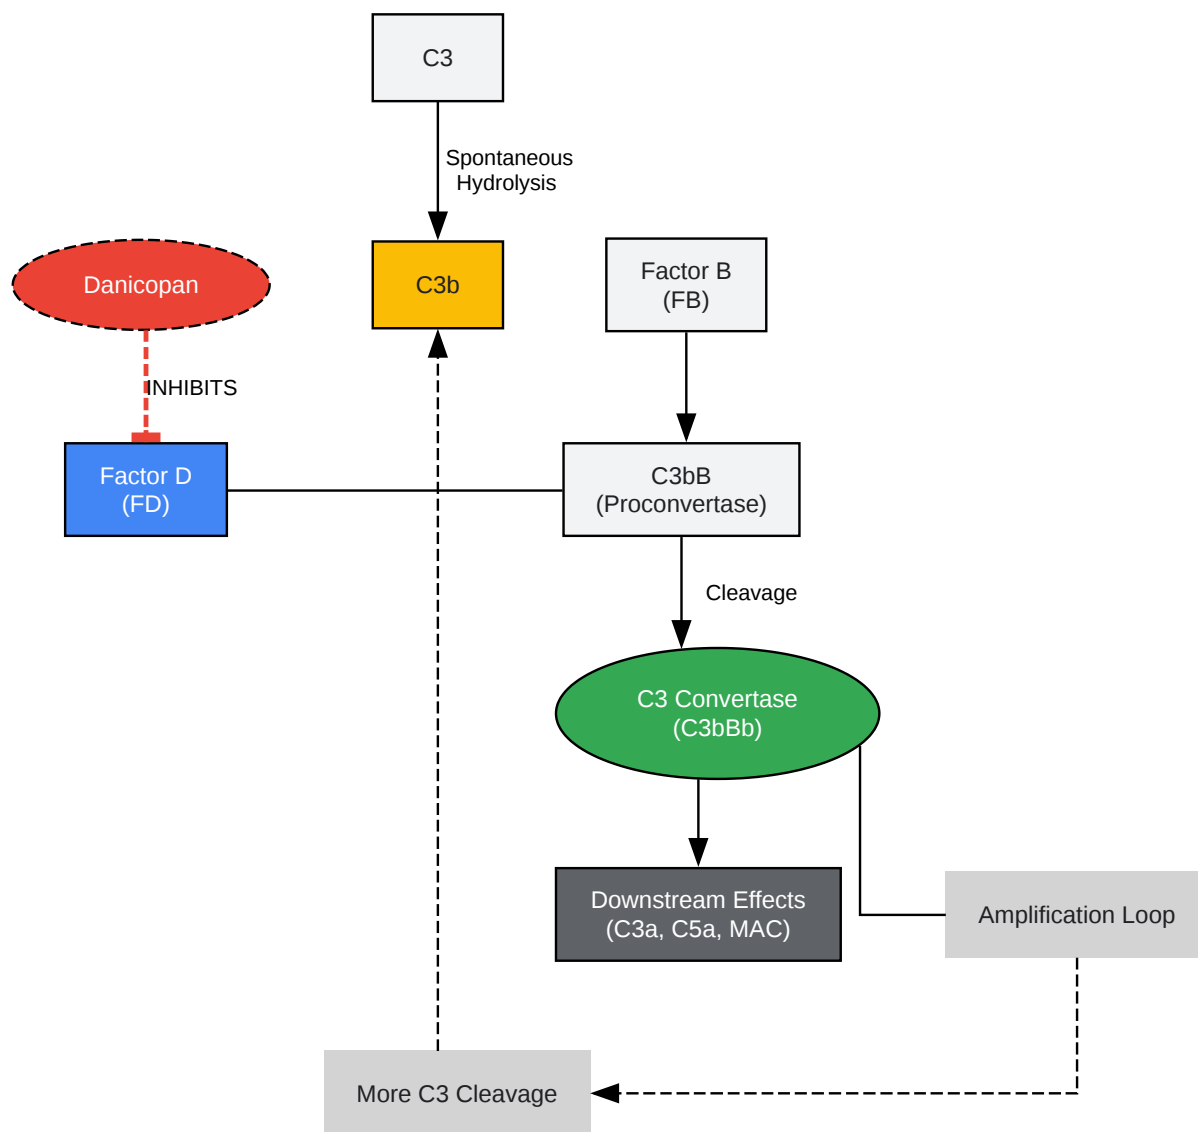 C3
Spontaneous
Hydrolysis
Danicopan
C3b
Factor B
(FB)
INHIBITS
Factor D
(FD)
C3bB
(Proconvertase)
Cleavage
C3 Convertase
(C3bBb)
Downstream Effects
(C3a, C5a, MAC)
Amplification Loop
More C3 Cleavage